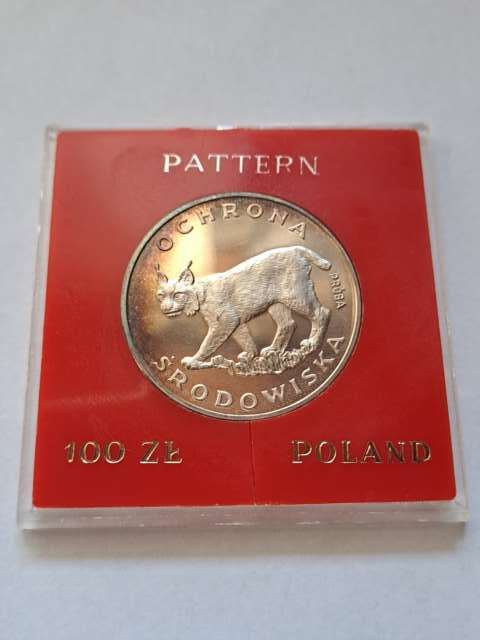 PATTERN
OCHRONA
PRÓBA
ŚRODOWISKA
100 ZŁ POLAND